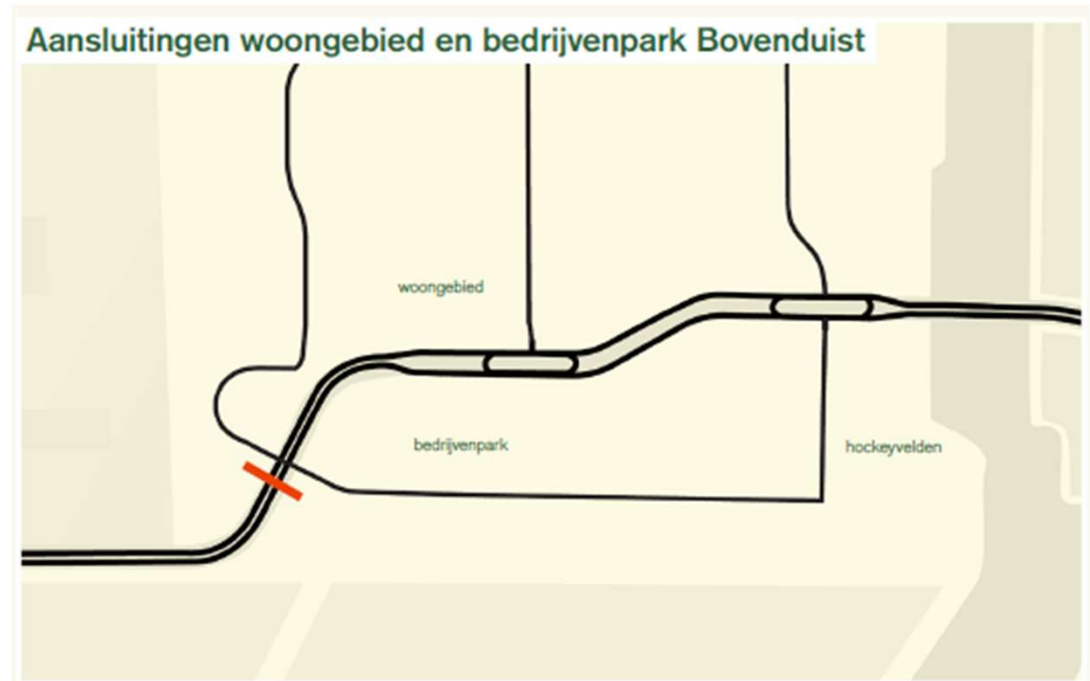 Aansluitingen woongebied en bedrijvenpark Bovenduist
woongebied
bedrijvenpark
hockeyvelden